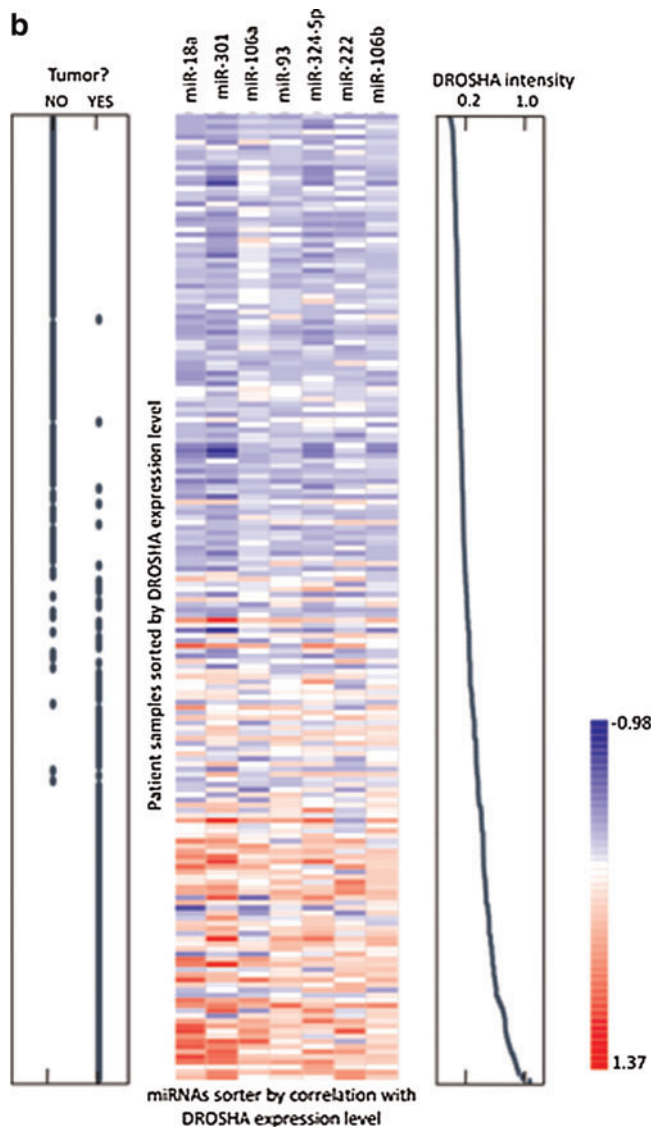 b
Tumor?
NO YES
miR-18a
miR-301
miR-106a
miR-93
miR-324-5p
miR-222
miR-106b
DROSHA intensity
0.2 1.0
Patient samples sorted by DROSHA expression level
-0.98
1.37
miRNAs sorter by correlation with
DROSHA expression level